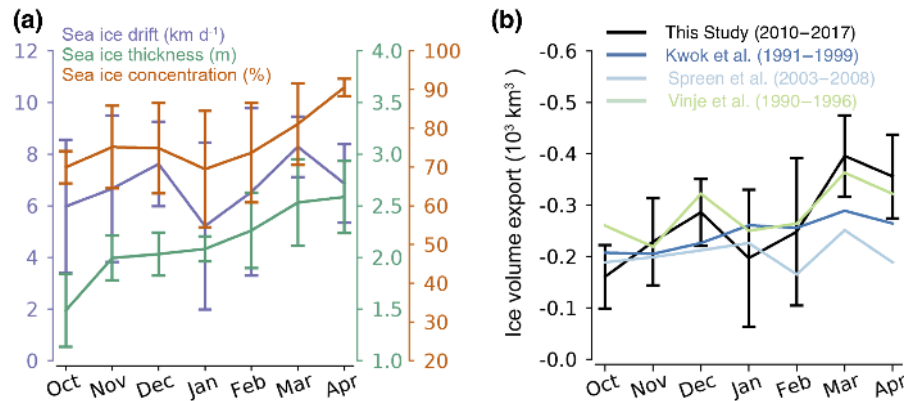 (a)
Sea ice drift (km d⁻¹)
Sea ice thickness (m)
Sea ice concentration (%)
12
10
8
6
4
2
0
4.0
3.5
3.0
2.5
2.0
1.5
1.0
100
90
80
70
60
50
40
30
20
Oct Nov Dec Jan Feb Mar Apr
(b)
This Study (2010–2017)
Kwok et al. (1991–1999)
Spreen et al. (2003–2008)
Vinje et al. (1990–1996)
Ice volume export (10³ km³)
-0.6
-0.5
-0.4
-0.3
-0.2
-0.1
-0.0
Oct Nov Dec Jan Feb Mar Apr